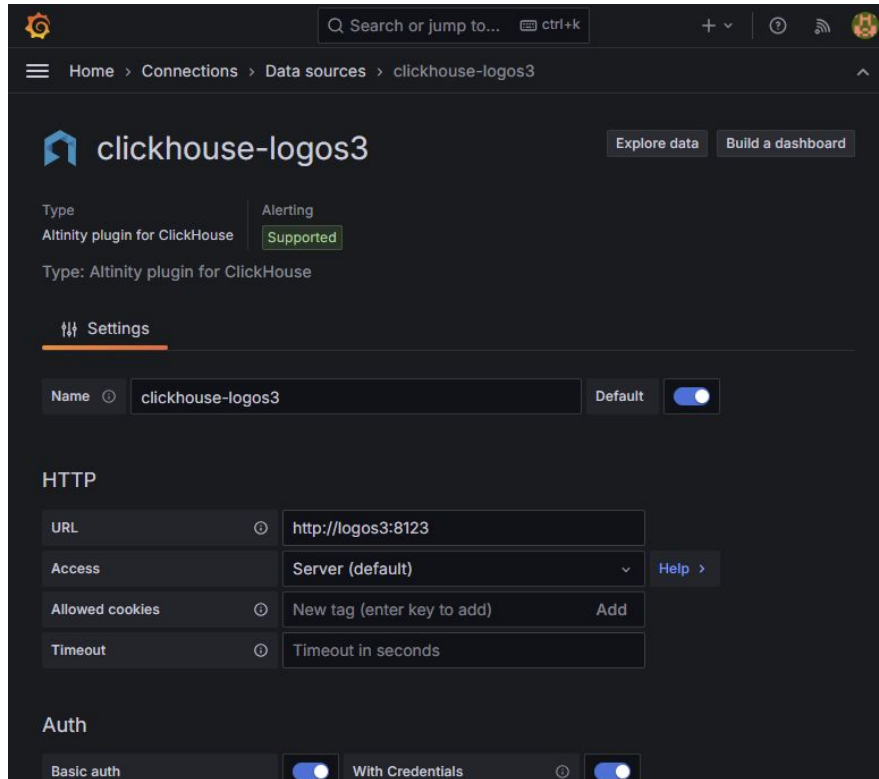 Search or jump to... ctrl+k
Home > Connections > Data sources > clickhouse-logos3
clickhouse-logos3 Explore data Build a dashboard
Type Alerting
Altinity plugin for ClickHouse Supported
Type: Altinity plugin for ClickHouse
Settings
Name clickhouse-logos3 Default
HTTP
URL http://logos3:8123
Access Server (default) Help >
Allowed cookies New tag (enter key to add) Add
Timeout Timeout in seconds
Auth
Basic auth With Credentials